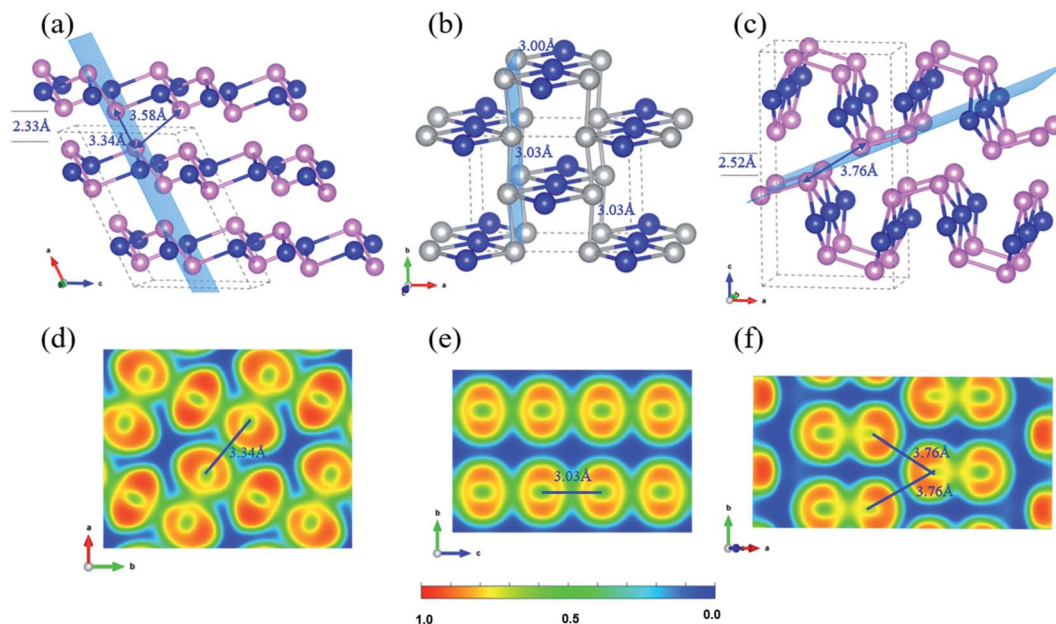 (a)
(b)
(c)
3.58Å
3.34Å
2.33Å
a
c
3.00Å
3.03Å
3.03Å
b
a
2.52Å
3.76Å
c
b
a
(d)
(e)
(f)
3.34Å
a
b
3.03Å
b
c
3.76Å
3.76Å
b
c
a
1.0 0.5 0.0